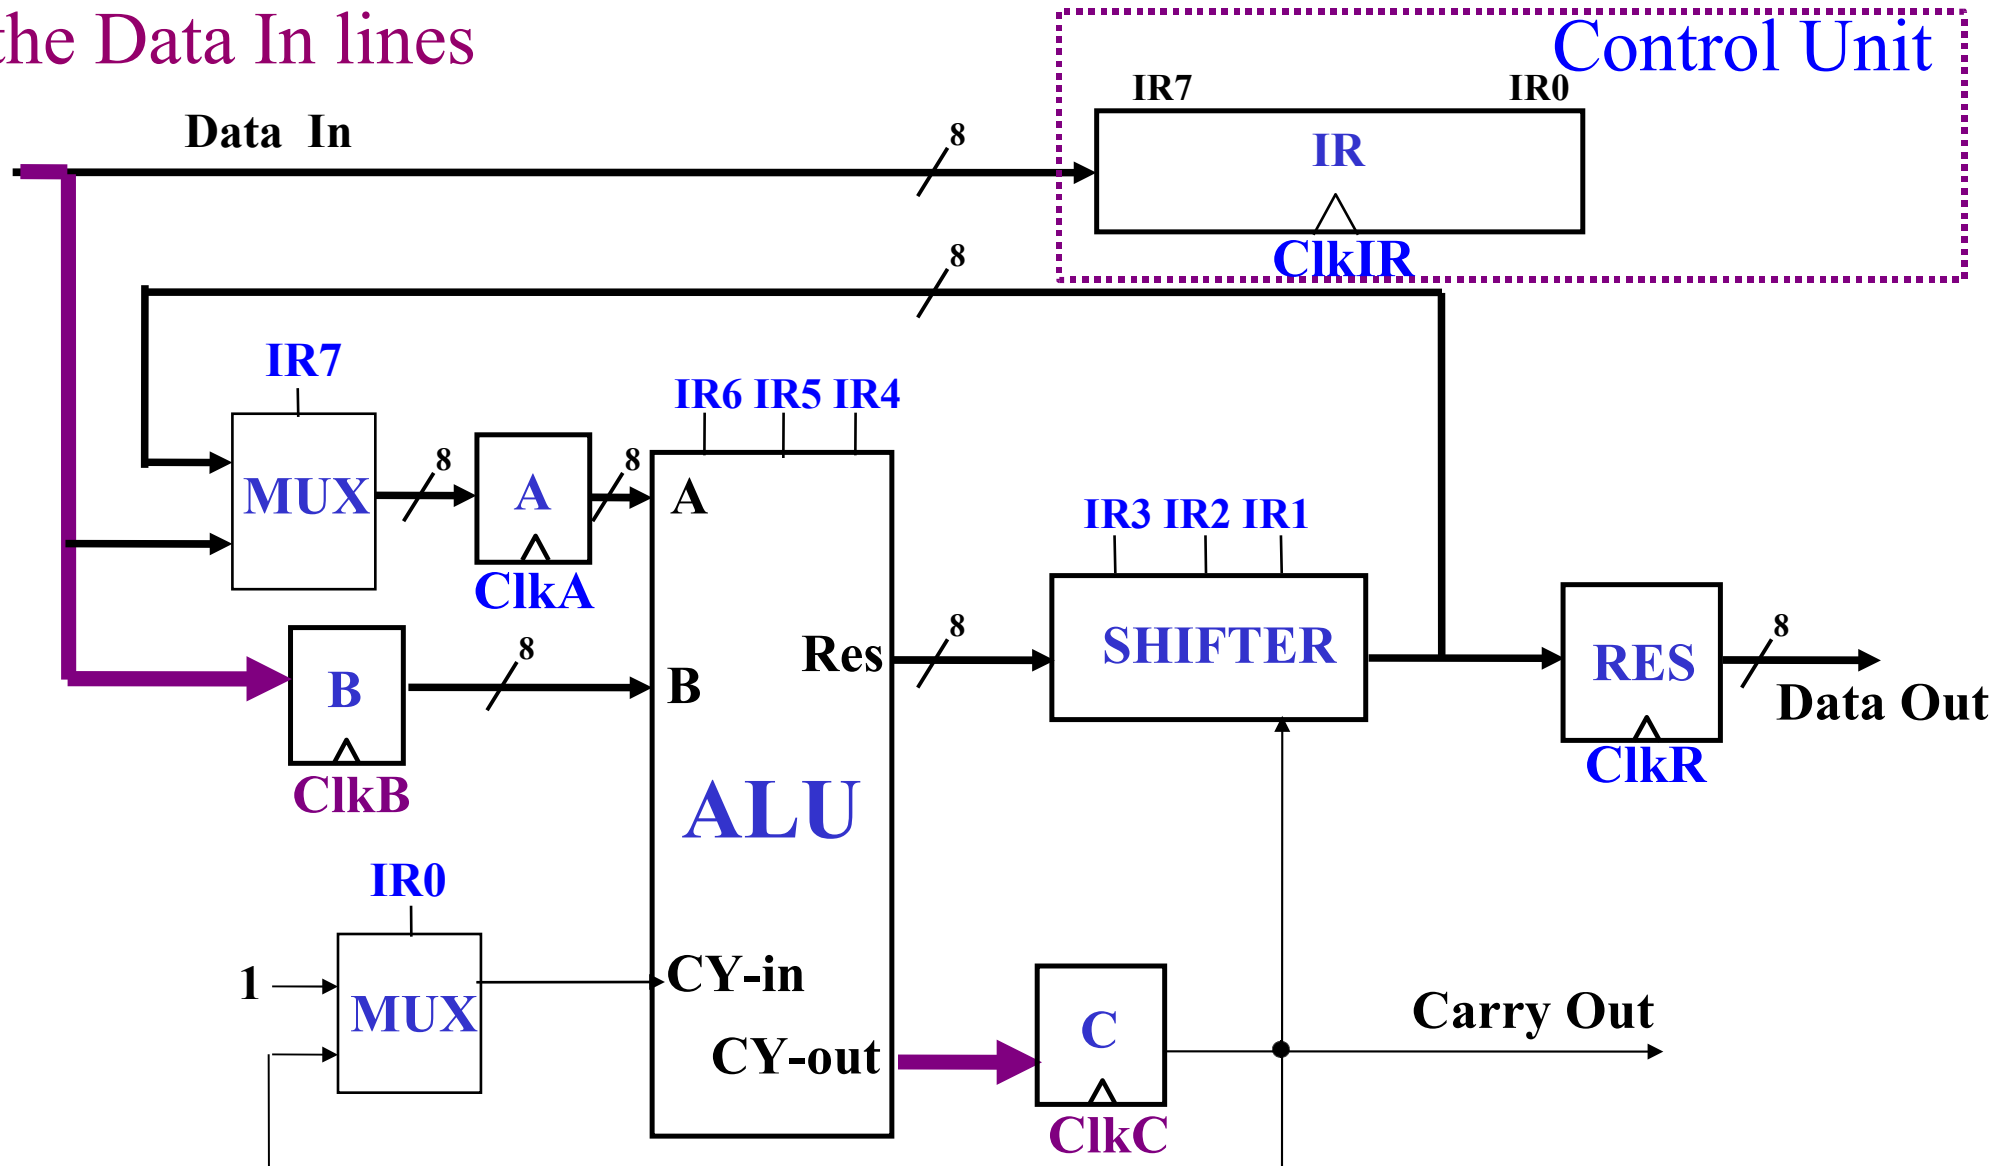 the Data In lines
Control Unit
IR7 IR0
Data In
8
IR
ClkIR
8
IR7
IR6 IR5 IR4
8
8
MUX
A
A
IR3 IR2 IR1
ClkA
8
8
8
Res
SHIFTER
RES
B
B
Data Out
ClkB
ClkR
ALU
IR0
1
CY-in
MUX
C
Carry Out
CY-out
ClkC